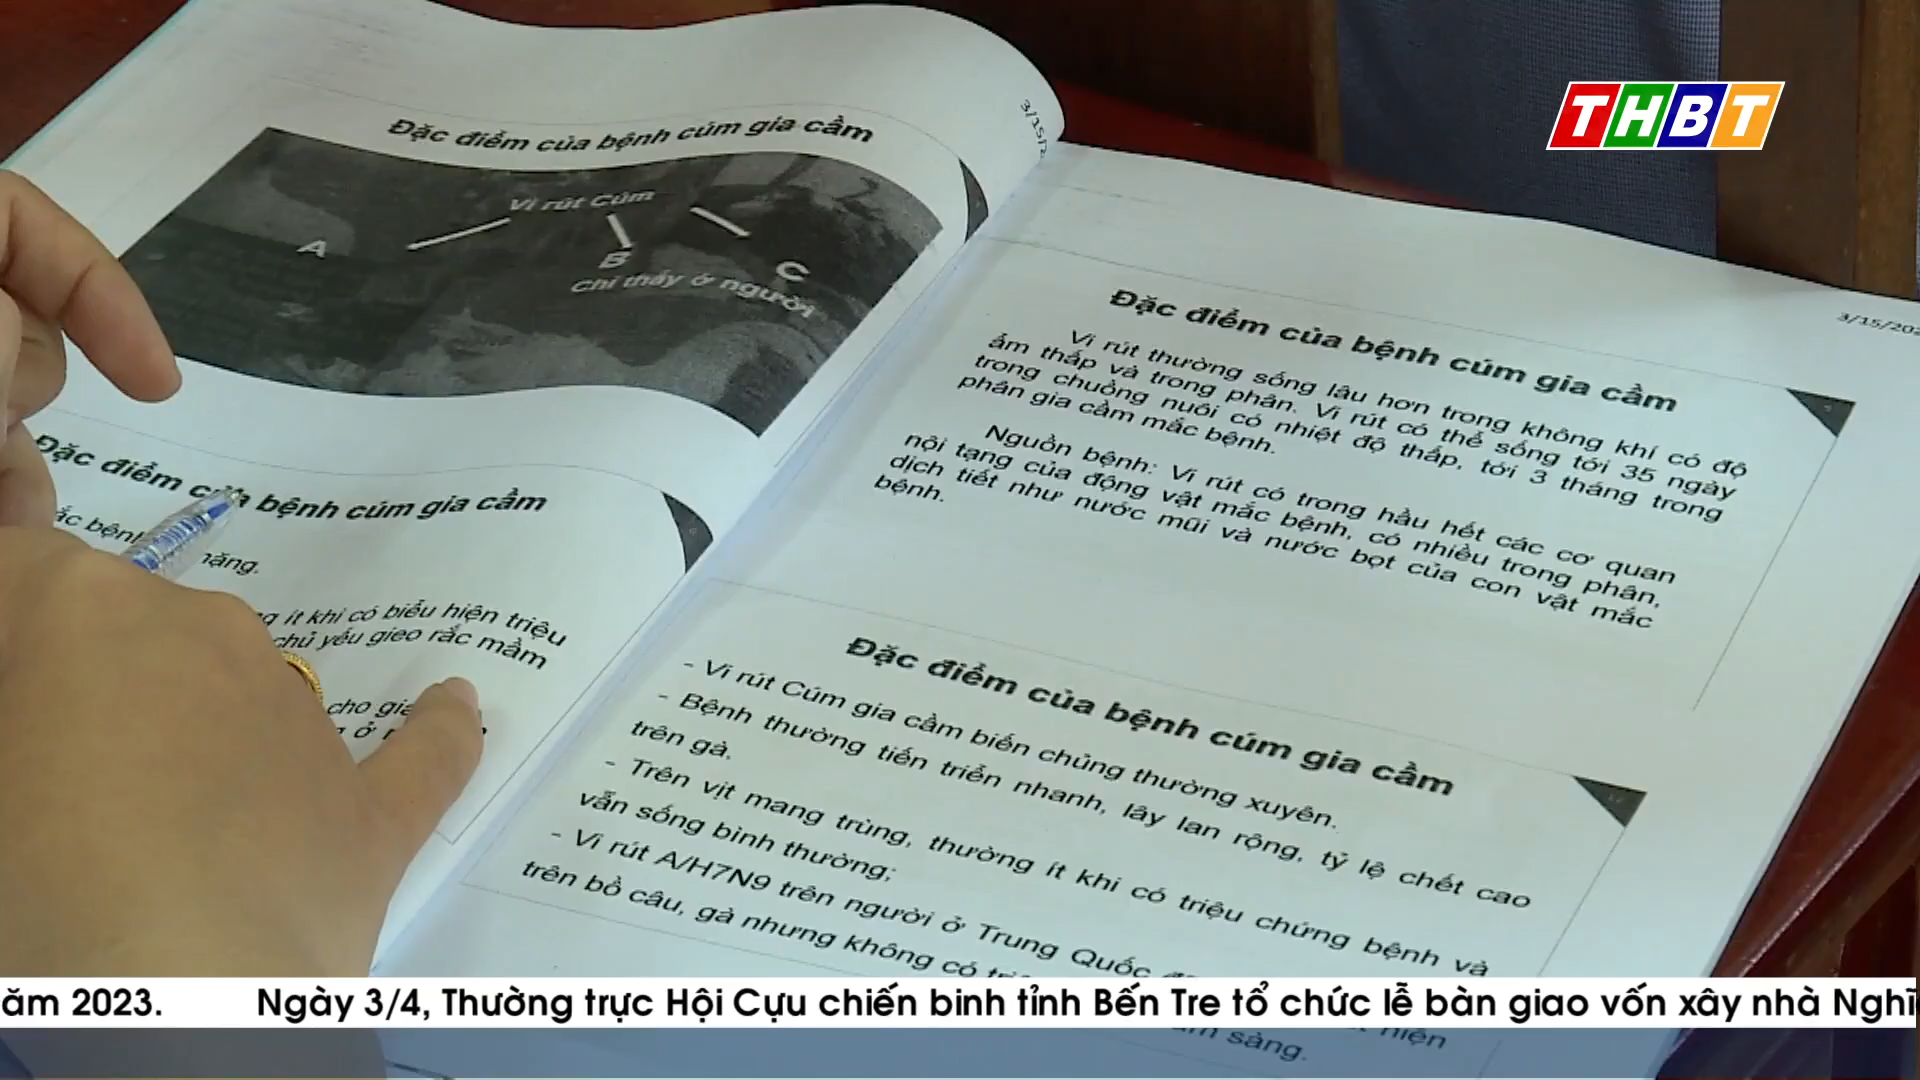 THBT
3/15/2
Đặc điểm của bệnh cúm gia cầm
Vi rút Cúm
A
B
C
Chỉ thấy ở người
Đặc điểm của bệnh cúm gia cầm
năng.
ít khi có biểu hiện triệu
chủ yếu gieo rắc mầm
cho gia
ở
3/15/202
Đặc điểm của bệnh cúm gia cầm
Vi rút thường sống lâu hơn trong không khí có độ
ẩm thấp và trong phân. Vi rút có thể sống tới 35 ngày
trong chuồng nuôi có nhiệt độ thấp, tới 3 tháng trong
phân gia cầm mắc bệnh.
Nguồn bệnh: Vi rút có trong hầu hết các cơ quan
nội tạng của động vật mắc bệnh, có nhiều trong phân,
dịch tiết như nước mũi và nước bọt của con vật mắc
bệnh.
Đặc điểm của bệnh cúm gia cầm
- Vi rút Cúm gia cầm biến chủng thường xuyên.
- Bệnh thường tiến triển nhanh, lây lan rộng, tỷ lệ chết cao
trên gà.
- Trên vịt mang trùng, thường ít khi có triệu chứng bệnh và
vẫn sống bình thường;
- Vi rút A/H7N9 trên người ở Trung Quốc
trên bồ câu, gà nhưng không có
hiện
sàng.
ăm 2023. Ngày 3/4, Thường trực Hội Cựu chiến binh tỉnh Bến Tre tổ chức lễ bàn giao vốn xây nhà Nghĩ